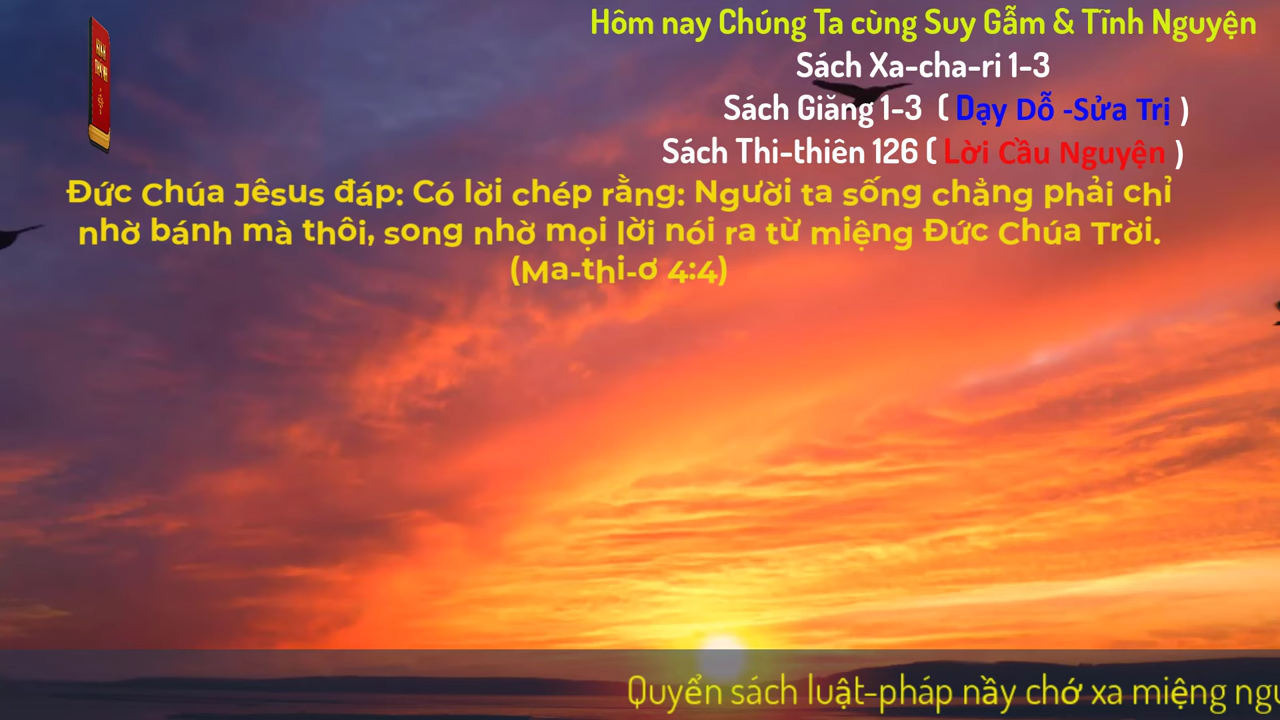 Hôm nay Chúng Ta cùng Suy Gẫm & Tĩnh Nguyện
Sách Xa-cha-ri 1-3
Sách Giăng 1-3 ( Dạy Dỗ -Sửa Trị )
Sách Thi-thiên 126 ( Lời Cầu Nguyện )
Đức Chúa Jêsus đáp: Có lời chép rằng: Người ta sống chẳng phải chỉ
nhờ bánh mà thôi, song nhờ mọi lời nói ra từ miệng Đức Chúa Trời.
(Ma-thi-ơ 4:4)
Quyển sách luật-pháp nầy chớ xa miệng